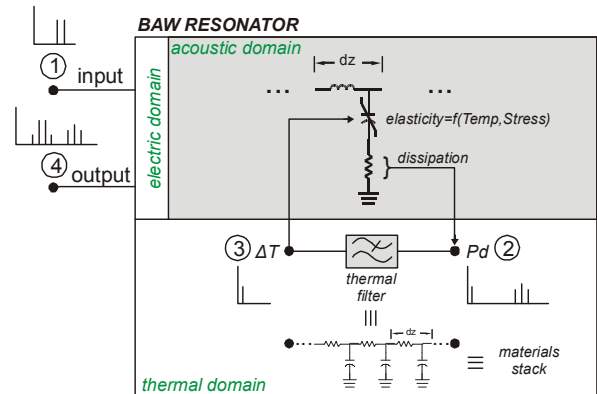 BAW RESONATOR
acoustic domain
electric domain
1
input
dz
... ...
elasticity=f(Temp,Stress)
dissipation
4
output
3 ΔT
Pd 2
thermal
filter
dz
materials
stack
thermal domain